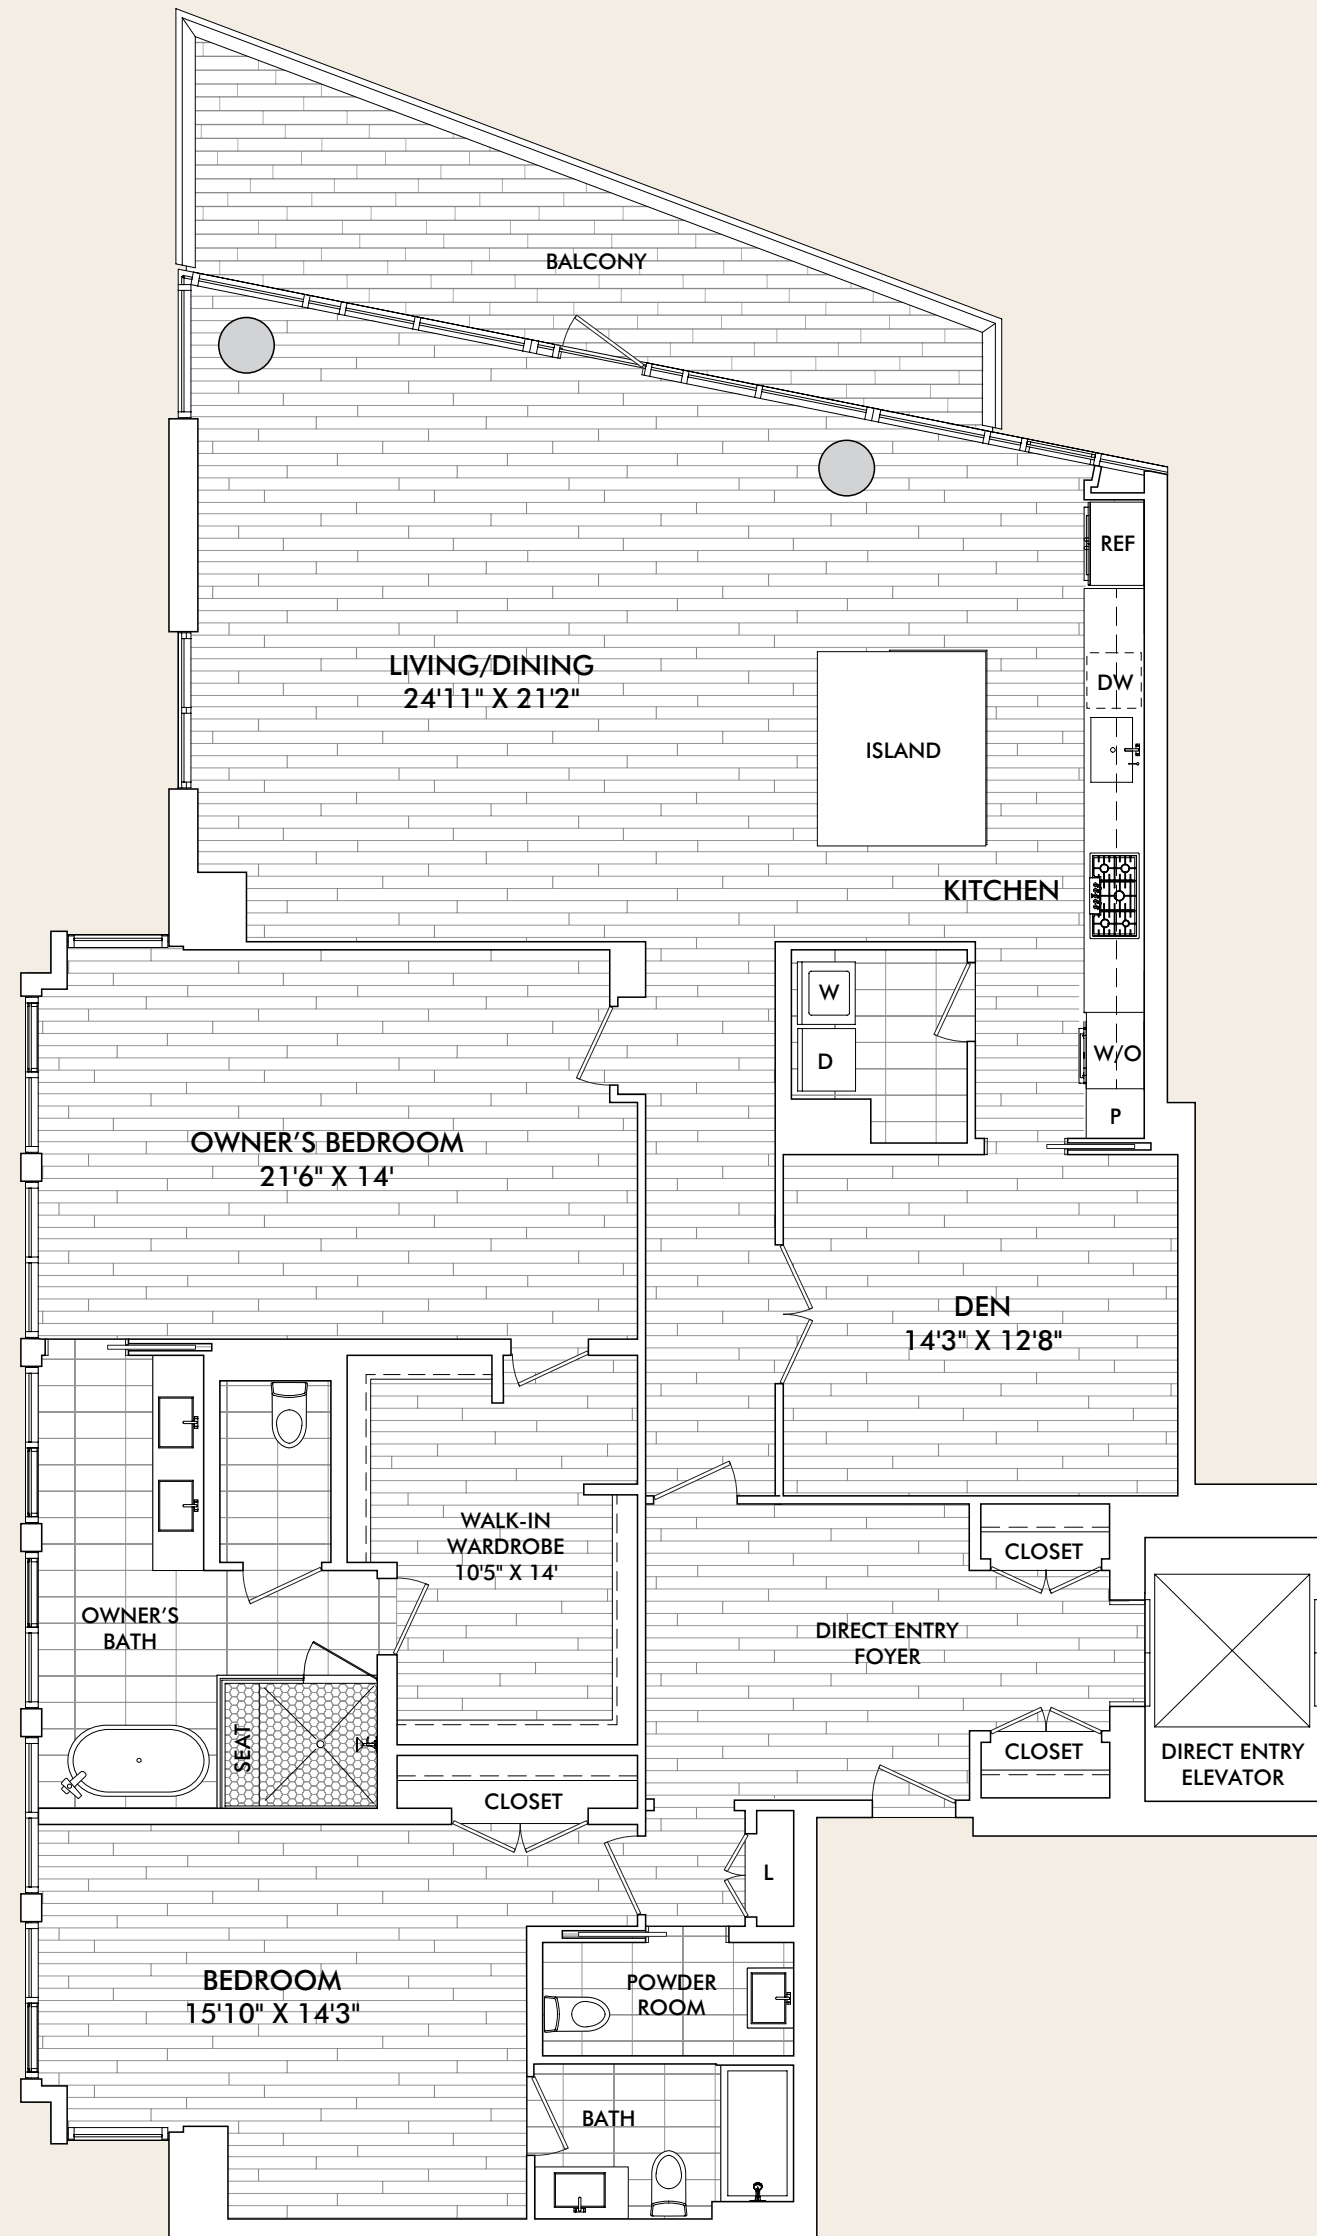 BALCONY
REF
LIVING/DINING
24'11" X 21'2"
DW
ISLAND
KITCHEN
W
D
W/O
P
OWNER'S BEDROOM
21'6" X 14'
DEN
14'3" X 12'8"
WALK-IN
WARDROBE
10'5" X 14'
CLOSET
OWNER'S
BATH
DIRECT ENTRY
FOYER
SEAT
CLOSET
DIRECT ENTRY
ELEVATOR
CLOSET
L
BEDROOM
15'10" X 14'3"
POWDER
ROOM
BATH